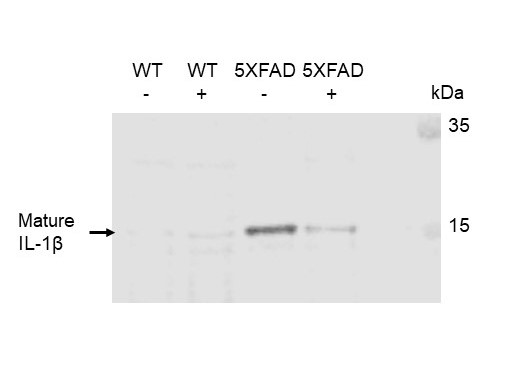 WT WT 5XFAD 5XFAD
- + - + kDa
35
Mature 15
IL-1β